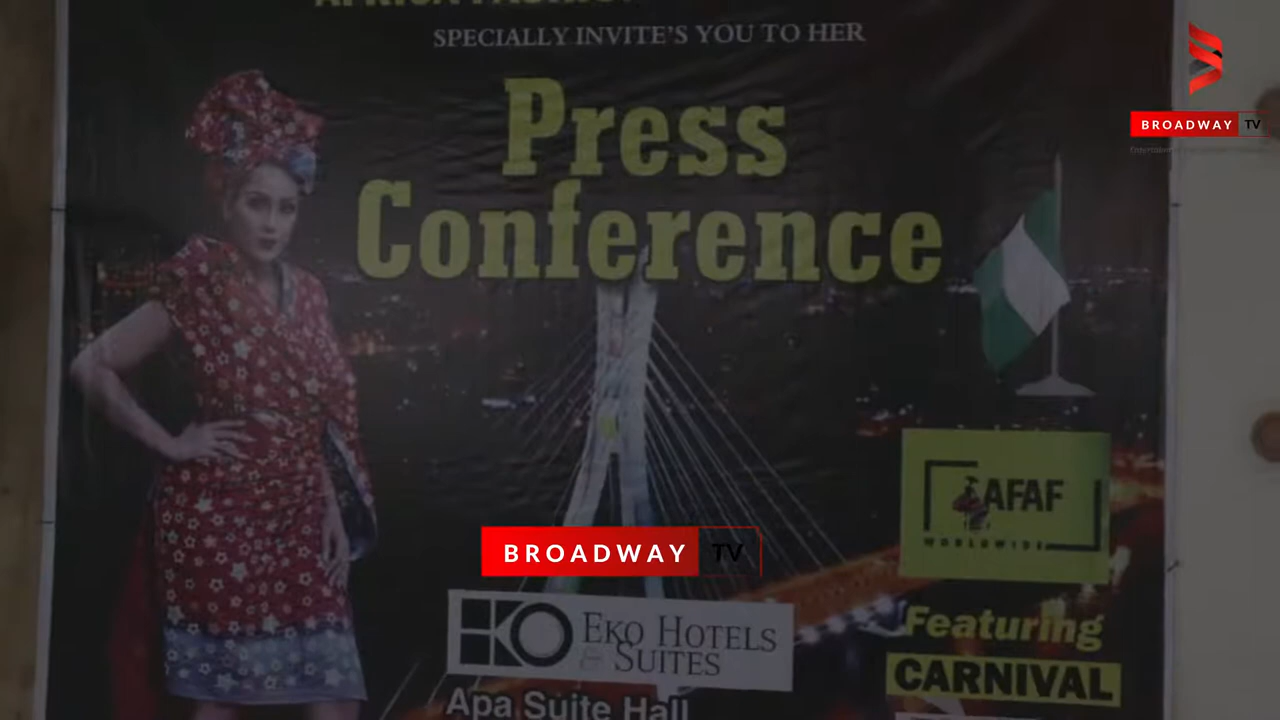 SPECIALLY INVITE'S YOU TO HER
Press
Conference
BROADWAY TV
AFAF
WORLDWIDE
BROADWAY TV
EKO HOTELS
& SUITES
Apa Suite Hall
Featuring
CARNIVAL